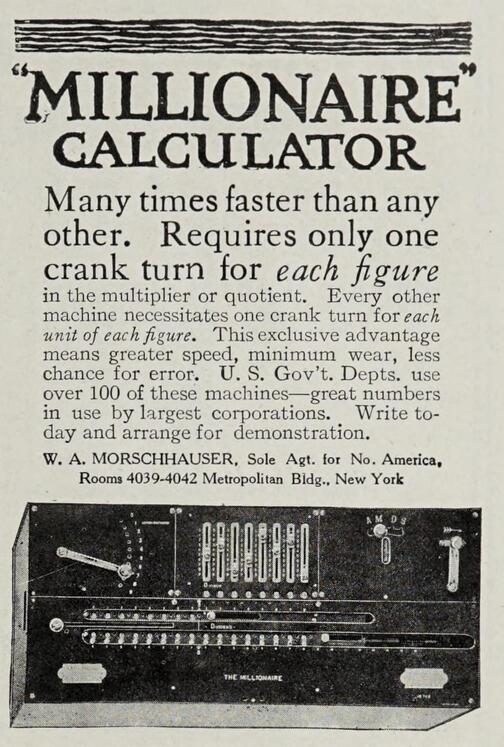 "MILLIONAIRE"
CALCULATOR
Many times faster than any
other. Requires only one
crank turn for each figure
in the multiplier or quotient. Every other
machine necessitates one crank turn for each
unit of each figure. This exclusive advantage
means greater speed, minimum wear, less
chance for error. U. S. Gov't. Depts. use
over 100 of these machines—great numbers
in use by largest corporations. Write to-
day and arrange for demonstration.
W. A. MORSCHHAUSER, Sole Agt. for No. America,
Rooms 4039-4042 Metropolitan Bldg., New York
A M D S
THE MILLIONAIRE